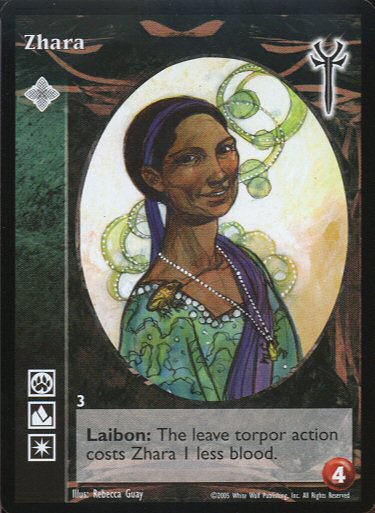 Zhara
3
Laibon: The leave torpor action
costs Zhara 1 less blood.
4
Illus: Rebecca Guay
©2005 White Wolf Publishing, Inc. All Rights Reserved.